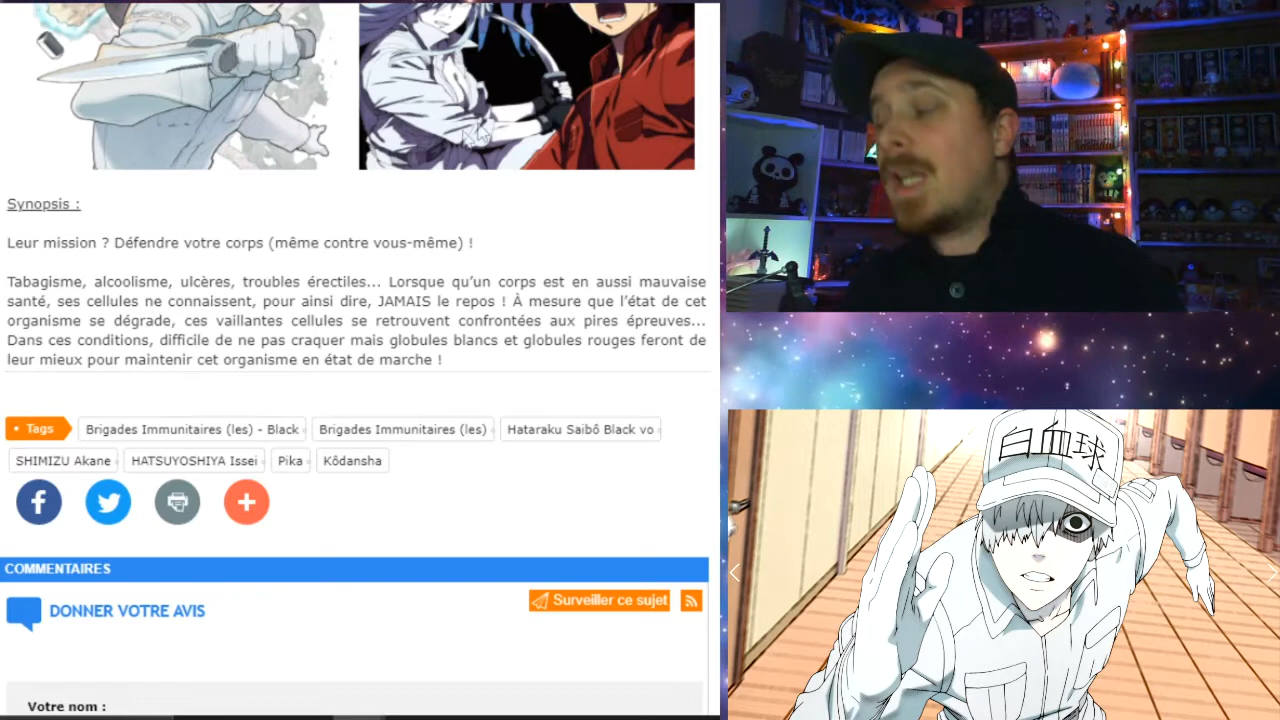 Synopsis :
Leur mission ? Défendre votre corps (même contre vous-même) !
Tabagisme, alcoolisme, ulcères, troubles érectiles... Lorsque qu'un corps est en aussi mauvaise
santé, ses cellules ne connaissent, pour ainsi dire, JAMAIS le repos ! À mesure que l'état de cet
organisme se dégrade, ces vaillantes cellules se retrouvent confrontées aux pires épreuves...
Dans ces conditions, difficile de ne pas craquer mais globules blancs et globules rouges feront de
leur mieux pour maintenir cet organisme en état de marche !
• Tags
Brigades Immunitaires (les) - Black
Brigades Immunitaires (les)
Hataraku Saibô Black vo
SHIMIZU Akane
HATSUYOSHIYA Issei
Pika
Kôdansha
COMMENTAIRES
DONNER VOTRE AVIS
Surveiller ce sujet
Votre nom :
白血球